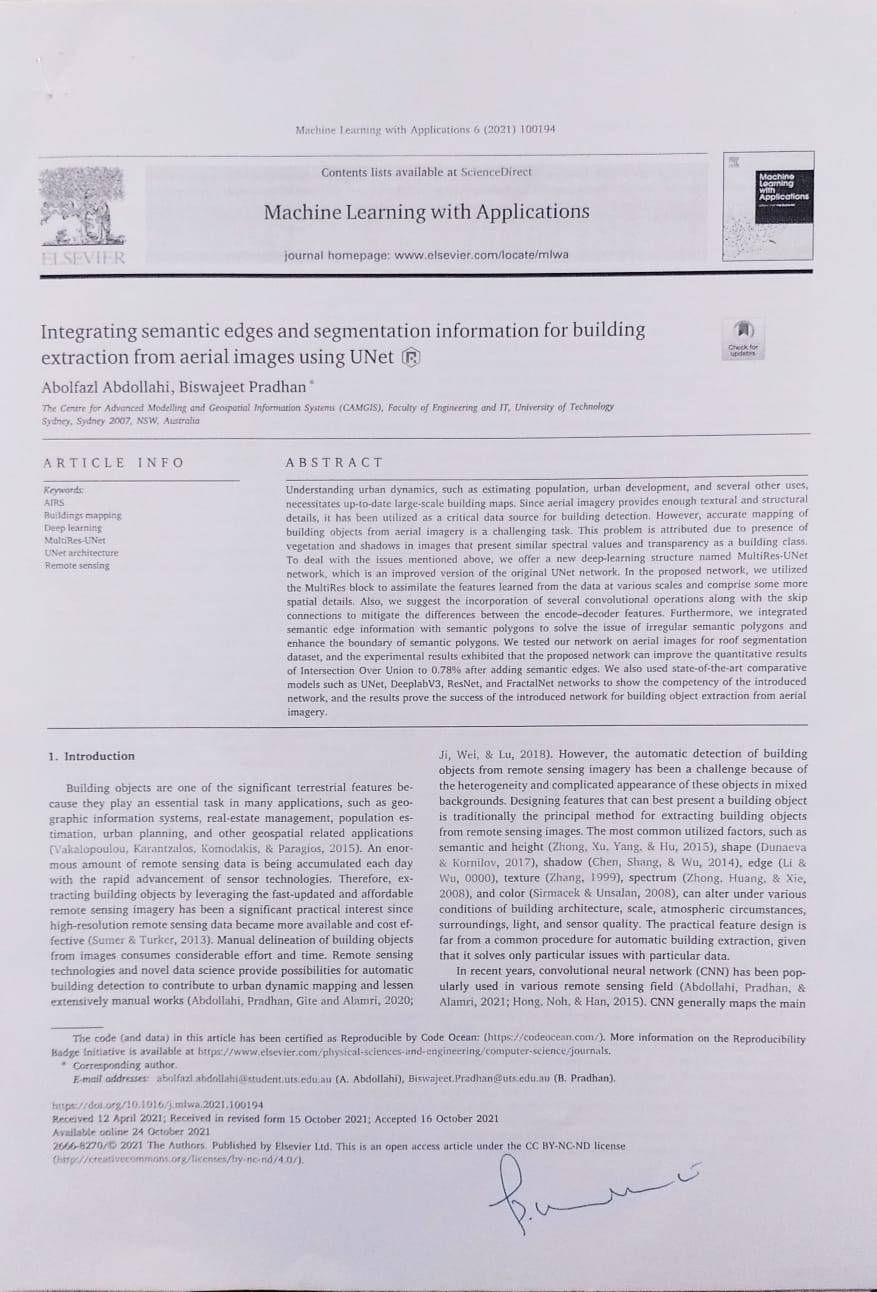 Machine Learning with Applications 6 (2021) 100194
Contents lists available at ScienceDirect
Machine Learning with Applications
journal homepage: www.elsevier.com/locate/mlwa
ELSEVIER
Machine
Learning
with
Applications
Integrating semantic edges and segmentation information for building
extraction from aerial images using UNet R
Check for
updates
Abolfazl Abdollahi, Biswajeet Pradhan *
The Centre for Advanced Modelling and Geospatial Information Systems (CAMGIS), Faculty of Engineering and IT, University of Technology
Sydney, Sydney 2007, NSW, Australia
ARTICLE INFO
Keywords:
AIRS
Buildings mapping
Deep learning
MultiRes-UNet
UNet architecture
Remote sensing
ABSTRACT
Understanding urban dynamics, such as estimating population, urban development, and several other uses,
necessitates up-to-date large-scale building maps. Since aerial imagery provides enough textural and structural
details, it has been utilized as a critical data source for building detection. However, accurate mapping of
building objects from aerial imagery is a challenging task. This problem is attributed due to presence of
vegetation and shadows in images that present similar spectral values and transparency as a building class.
To deal with the issues mentioned above, we offer a new deep-learning structure named MultiRes-UNet
network, which is an improved version of the original UNet network. In the proposed network, we utilized
the MultiRes block to assimilate the features learned from the data at various scales and comprise some more
spatial details. Also, we suggest the incorporation of several convolutional operations along with the skip
connections to mitigate the differences between the encode–decoder features. Furthermore, we integrated
semantic edge information with semantic polygons to solve the issue of irregular semantic polygons and
enhance the boundary of semantic polygons. We tested our network on aerial images for roof segmentation
dataset, and the experimental results exhibited that the proposed network can improve the quantitative results
of Intersection Over Union to 0.78% after adding semantic edges. We also used state-of-the-art comparative
models such as UNet, DeeplabV3, ResNet, and FractalNet networks to show the competency of the introduced
network, and the results prove the success of the introduced network for building object extraction from aerial
imagery.
1. Introduction
Building objects are one of the significant terrestrial features be-
cause they play an essential task in many applications, such as geo-
graphic information systems, real-estate management, population es-
timation, urban planning, and other geospatial related applications
(Vakalopoulou, Karantzalos, Komodakis, & Paragios, 2015). An enor-
mous amount of remote sensing data is being accumulated each day
with the rapid advancement of sensor technologies. Therefore, ex-
tracting building objects by leveraging the fast-updated and affordable
remote sensing imagery has been a significant practical interest since
high-resolution remote sensing data became more available and cost ef-
fective (Sumer & Turker, 2013). Manual delineation of building objects
from images consumes considerable effort and time. Remote sensing
technologies and novel data science provide possibilities for automatic
building detection to contribute to urban dynamic mapping and lessen
extensively manual works (Abdollahi, Pradhan, Gite and Alamri, 2020;
Ji, Wei, & Lu, 2018). However, the automatic detection of building
objects from remote sensing imagery has been a challenge because of
the heterogeneity and complicated appearance of these objects in mixed
backgrounds. Designing features that can best present a building object
is traditionally the principal method for extracting building objects
from remote sensing images. The most common utilized factors, such as
semantic and height (Zhong, Xu, Yang, & Hu, 2015), shape (Dunaeva
& Kornilov, 2017), shadow (Chen, Shang, & Wu, 2014), edge (Li &
Wu, 0000), texture (Zhang, 1999), spectrum (Zhong, Huang, & Xie,
2008), and color (Sirmacek & Unsalan, 2008), can alter under various
conditions of building architecture, scale, atmospheric circumstances,
surroundings, light, and sensor quality. The practical feature design is
far from a common procedure for automatic building extraction, given
that it solves only particular issues with particular data.
In recent years, convolutional neural network (CNN) has been pop-
ularly used in various remote sensing field (Abdollahi, Pradhan, &
Alamri, 2021; Hong, Noh, & Han, 2015). CNN generally maps the main
The code (and data) in this article has been certified as Reproducible by Code Ocean: (https://codeocean.com/). More information on the Reproducibility
Badge Initiative is available at https://www.elsevier.com/physical-sciences-and-engineering/computer-science/journals.
* Corresponding author.
E-mail addresses: abolfazl.abdollahi@student.uts.edu.au (A. Abdollahi), Biswajeet.Pradhan@uts.edu.au (B. Pradhan).
https://doi.org/10.1016/j.mlwa.2021.100194
Received 12 April 2021; Received in revised form 15 October 2021; Accepted 16 October 2021
Available online 24 October 2021
2666-8270/© 2021 The Authors. Published by Elsevier Ltd. This is an open access article under the CC BY-NC-ND license
(http://creativecommons.org/licenses/by-nc-nd/4.0/).